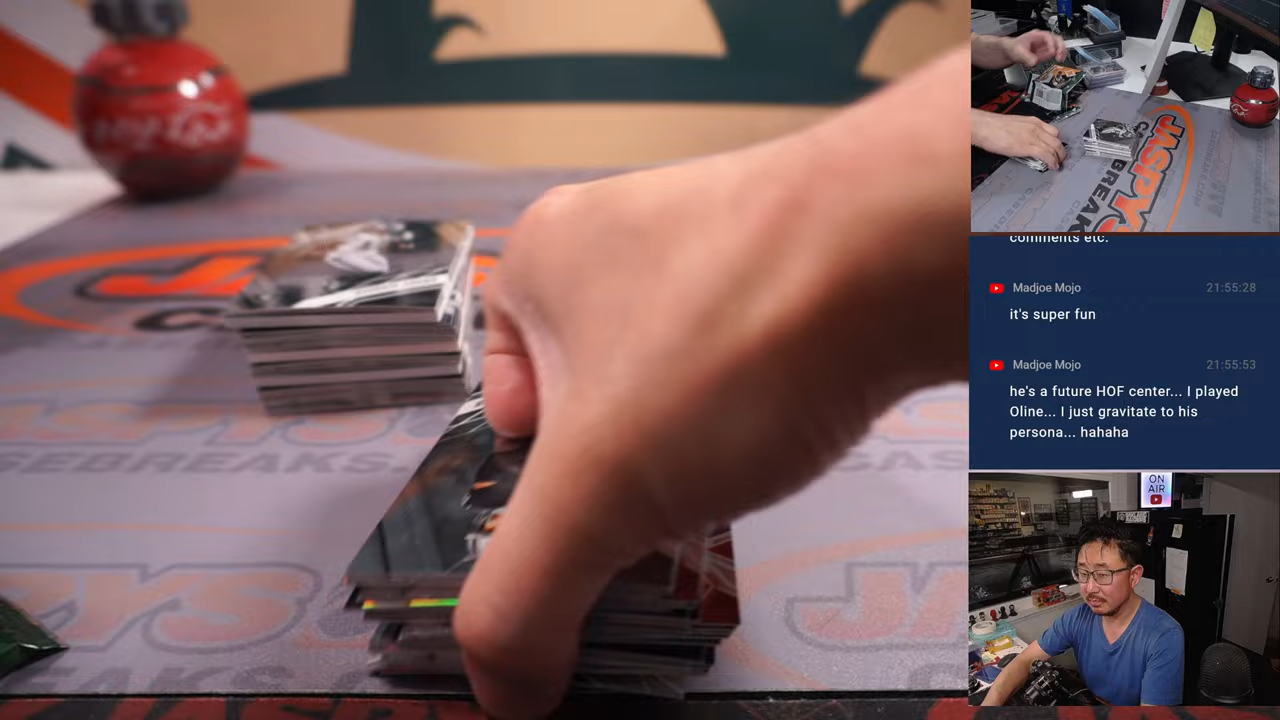 comments etc.
Madjoe Mojo 21:55:28
it's super fun
Madjoe Mojo 21:55:53
he's a future HOF center... I played
Oline... I just gravitate to his
persona... hahaha
ON
AIR
JASPYS